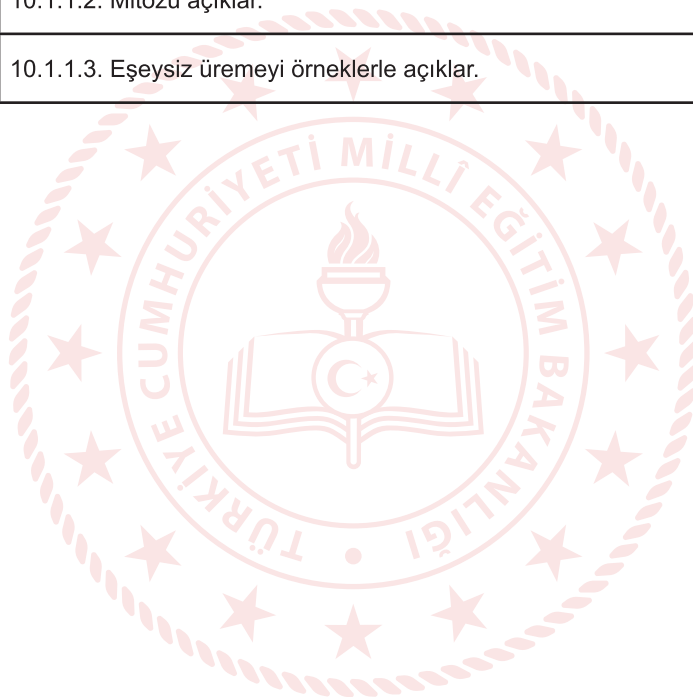 10.1.1.2. Mitozu açıklar.
10.1.1.3. Eşeysiz üremeyi örneklerle açıklar.
TÜRKİYE CUMHURİYETİ MİLLÎ EĞİTİM BAKANLIĞI